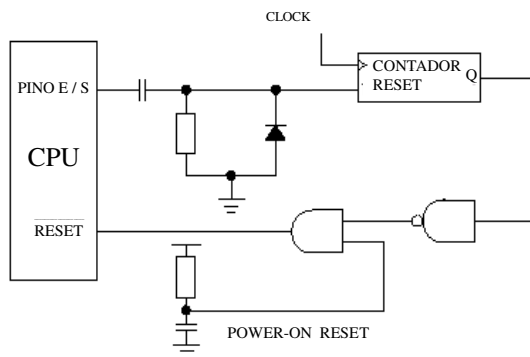 CLOCK
CONTADOR
Q
RESET
PINO E / S
CPU
RESET
POWER-ON RESET